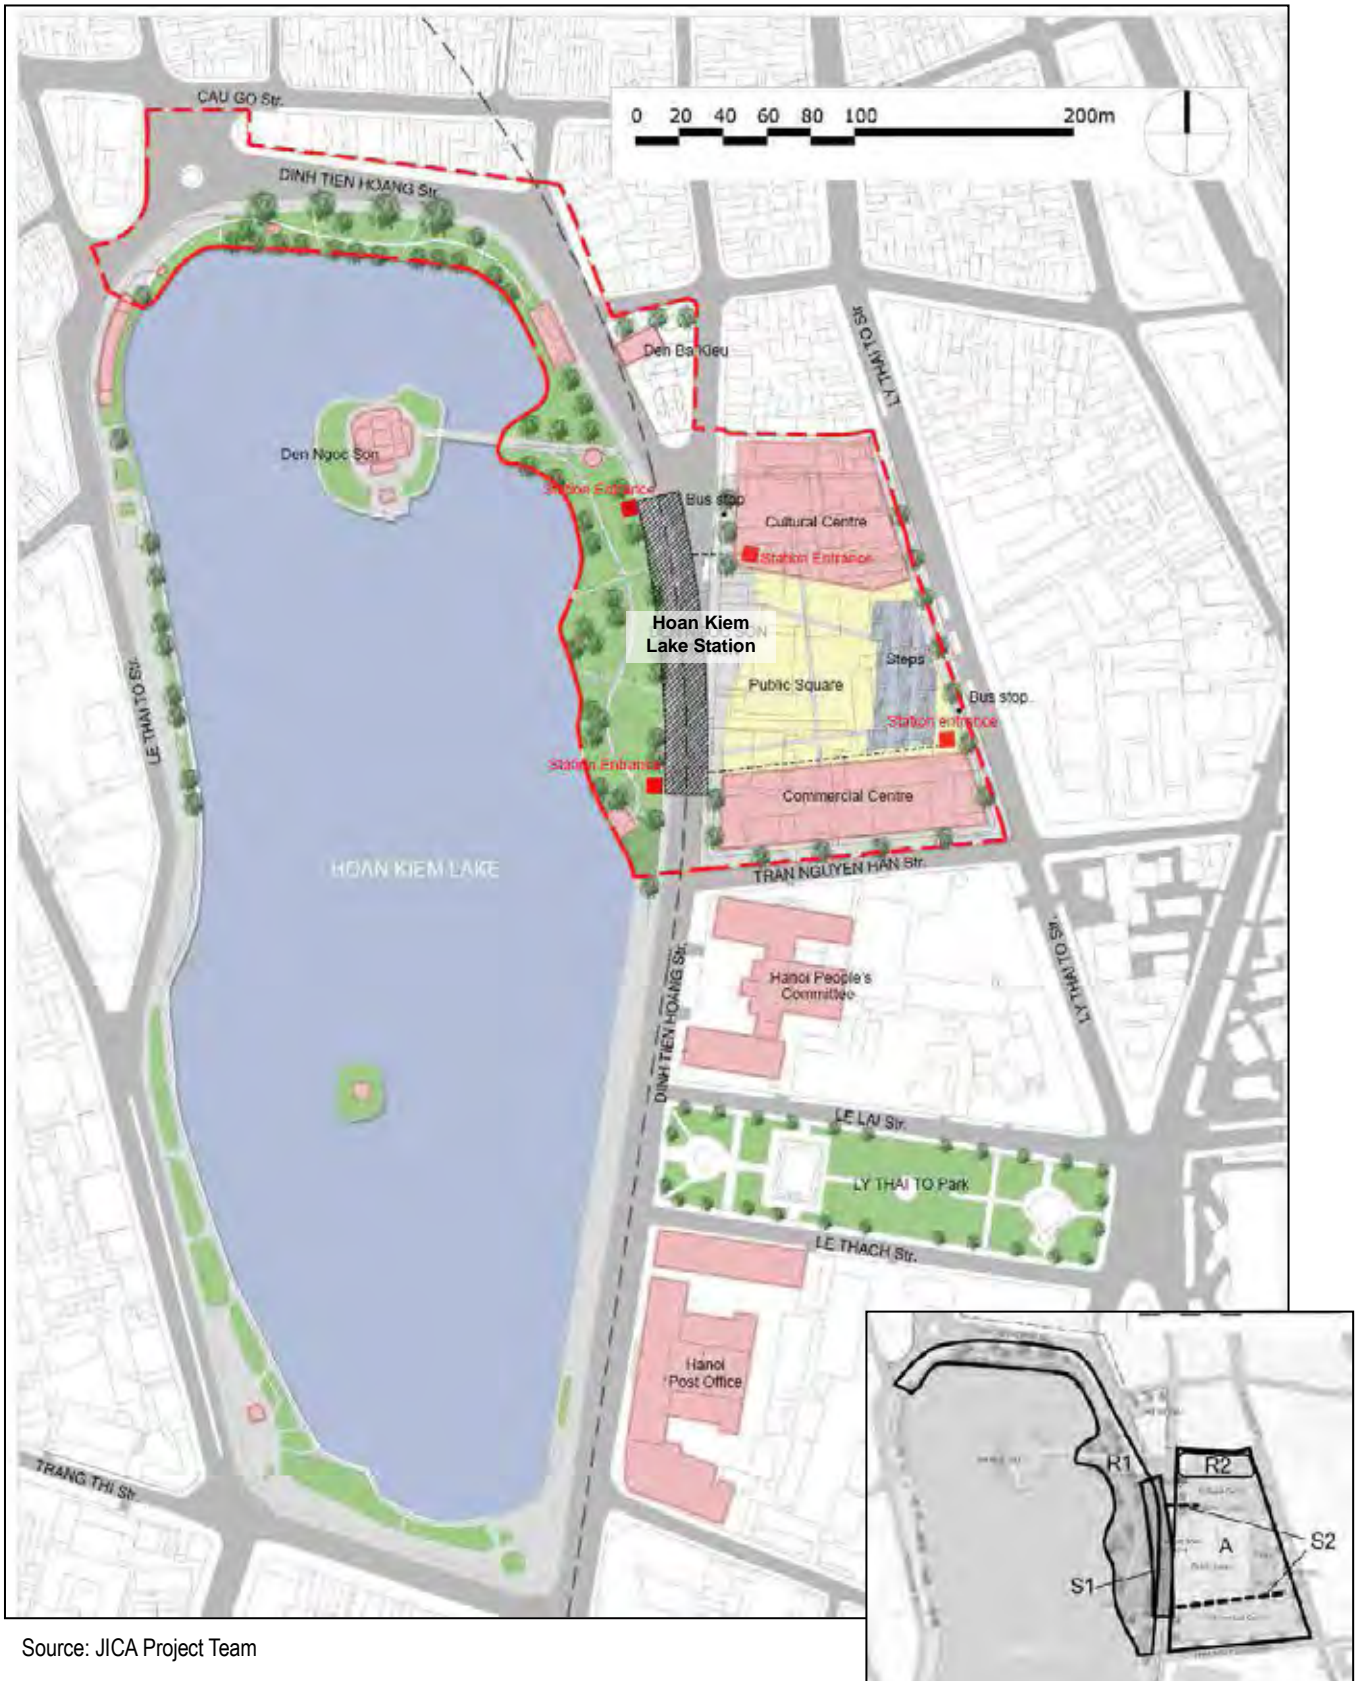 CAU GO Str.
0 20 40 60 80 100 200m
DINH TIEN HOANG Str.
LY THAI TO Str.
Den Ba Kieu
Den Ngoc Son
Station Entrance
Bus stop
Cultural Centre
Station Entrance
Hoan Kiem
Lake Station
Steps
Public Square
Bus stop
Station entrance
LE THAI TO Str.
Station Entrance
Commercial Centre
HOAN KIEM LAKE
TRAN NGUYEN HAN Str.
LY THAI TO Str.
DINH TIEN HOANG Str.
Hanoi People's
Committee
LE LAI Str.
LY THAI TO Park
LE THACH Str.
Hanoi
Post Office
TRANG THI Str.
R1
R2
A
S2
S1
Source: JICA Project Team